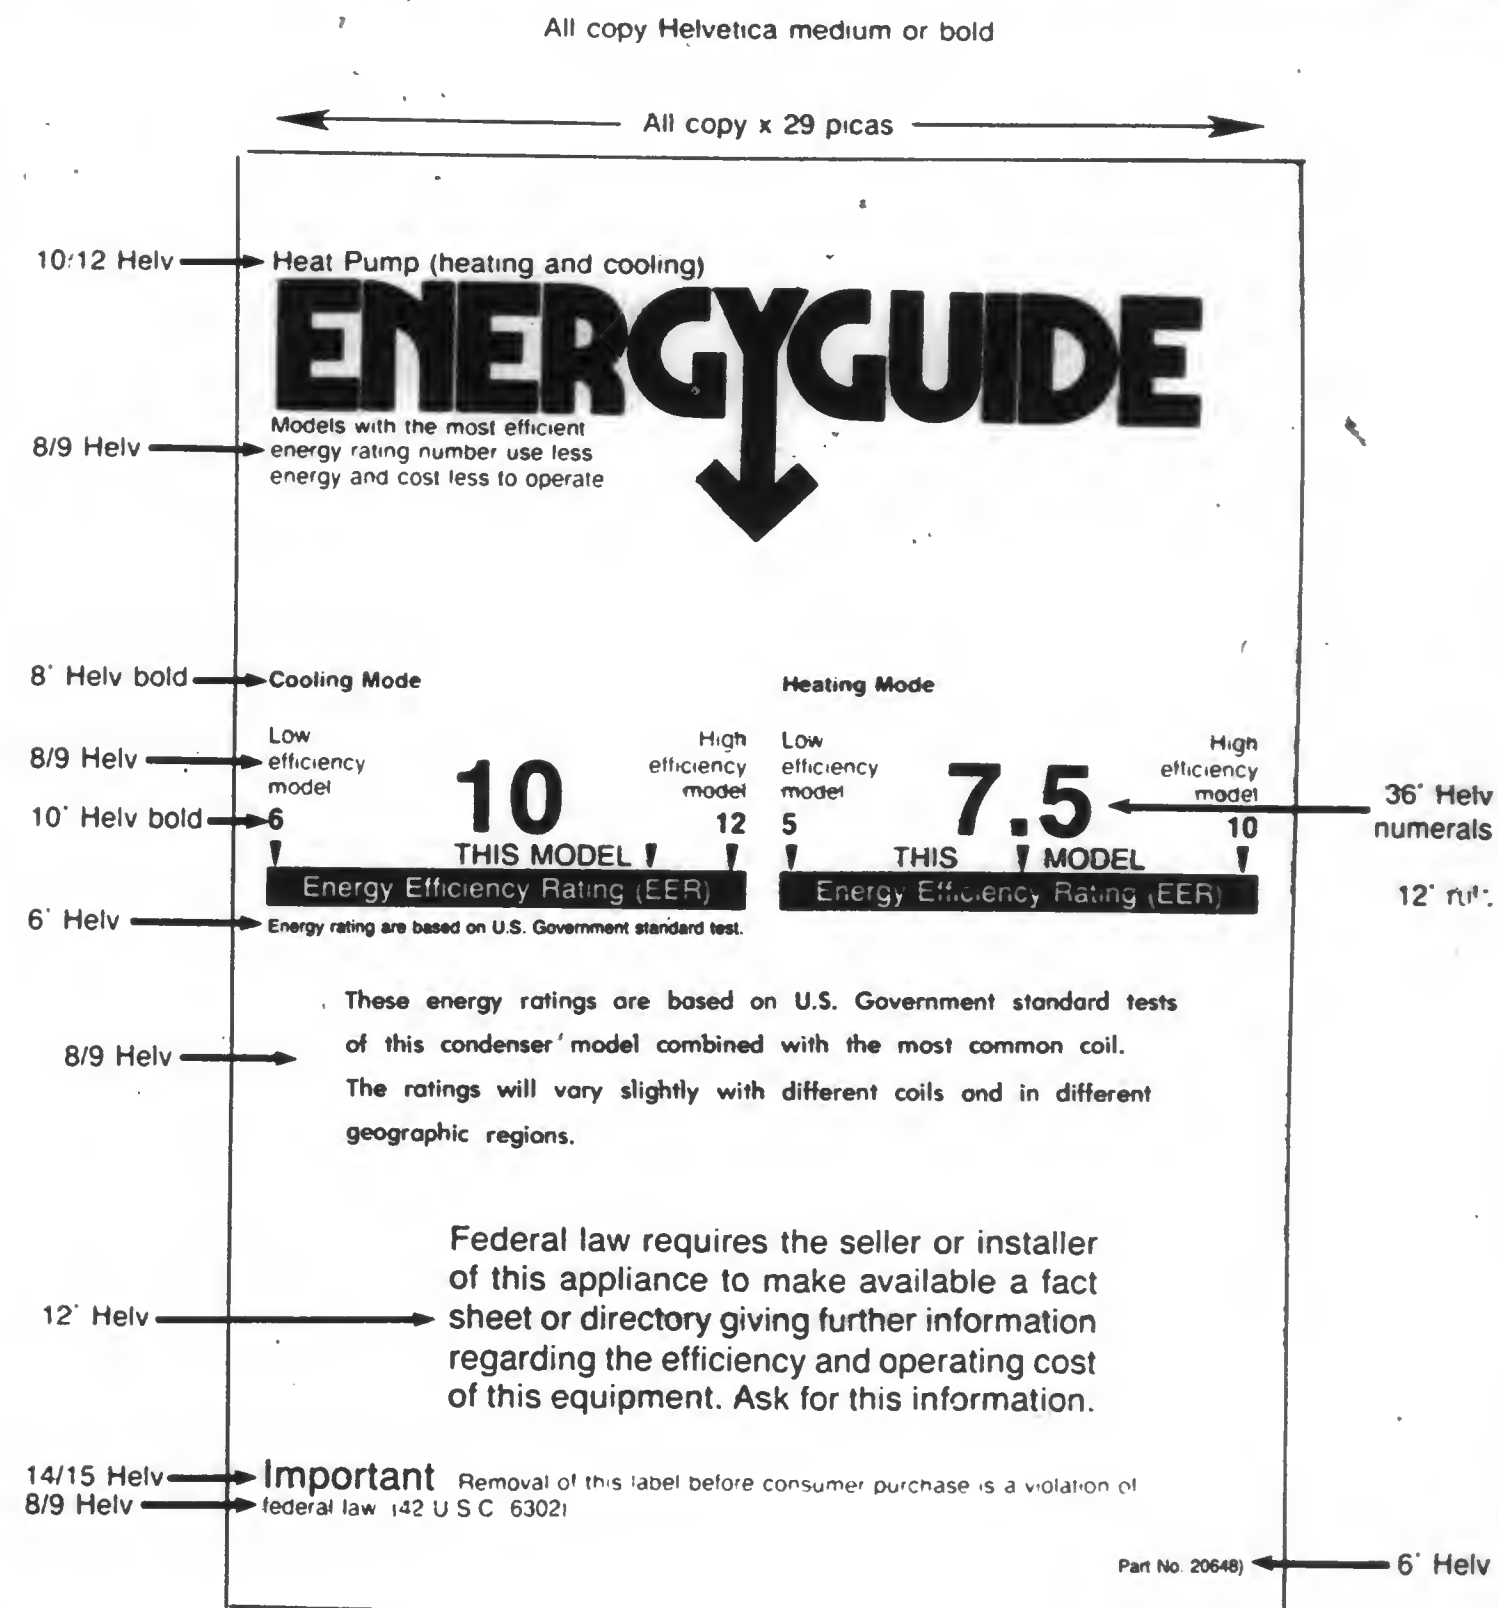 All copy Helvetica medium or bold
All copy x 29 picas
10/12 Helv
Heat Pump (heating and cooling)
ENERGYGUIDE
8/9 Helv
Models with the most efficient
energy rating number use less
energy and cost less to operate
8' Helv bold
Cooling Mode
Heating Mode
8/9 Helv
Low
efficiency
model
10
High
efficiency
model
Low
efficiency
model
7.5
High
efficiency
model
36' Helv
numerals
10' Helv bold
6
12
5
10
THIS MODEL
THIS MODEL
Energy Efficiency Rating (EER)
Energy Efficiency Rating (EER)
12'
6' Helv
Energy rating are based on U.S. Government standard test.
8/9 Helv
These energy ratings are based on U.S. Government standard tests
of this condenser model combined with the most common coil.
The ratings will vary slightly with different coils and in different
geographic regions.
12' Helv
Federal law requires the seller or installer
of this appliance to make available a fact
sheet or directory giving further information
regarding the efficiency and operating cost
of this equipment. Ask for this information.
14/15 Helv
8/9 Helv
Important Removal of this label before consumer purchase is a violation of
federal law (42 U S C 6302)
Part No. 20648)
6' Helv